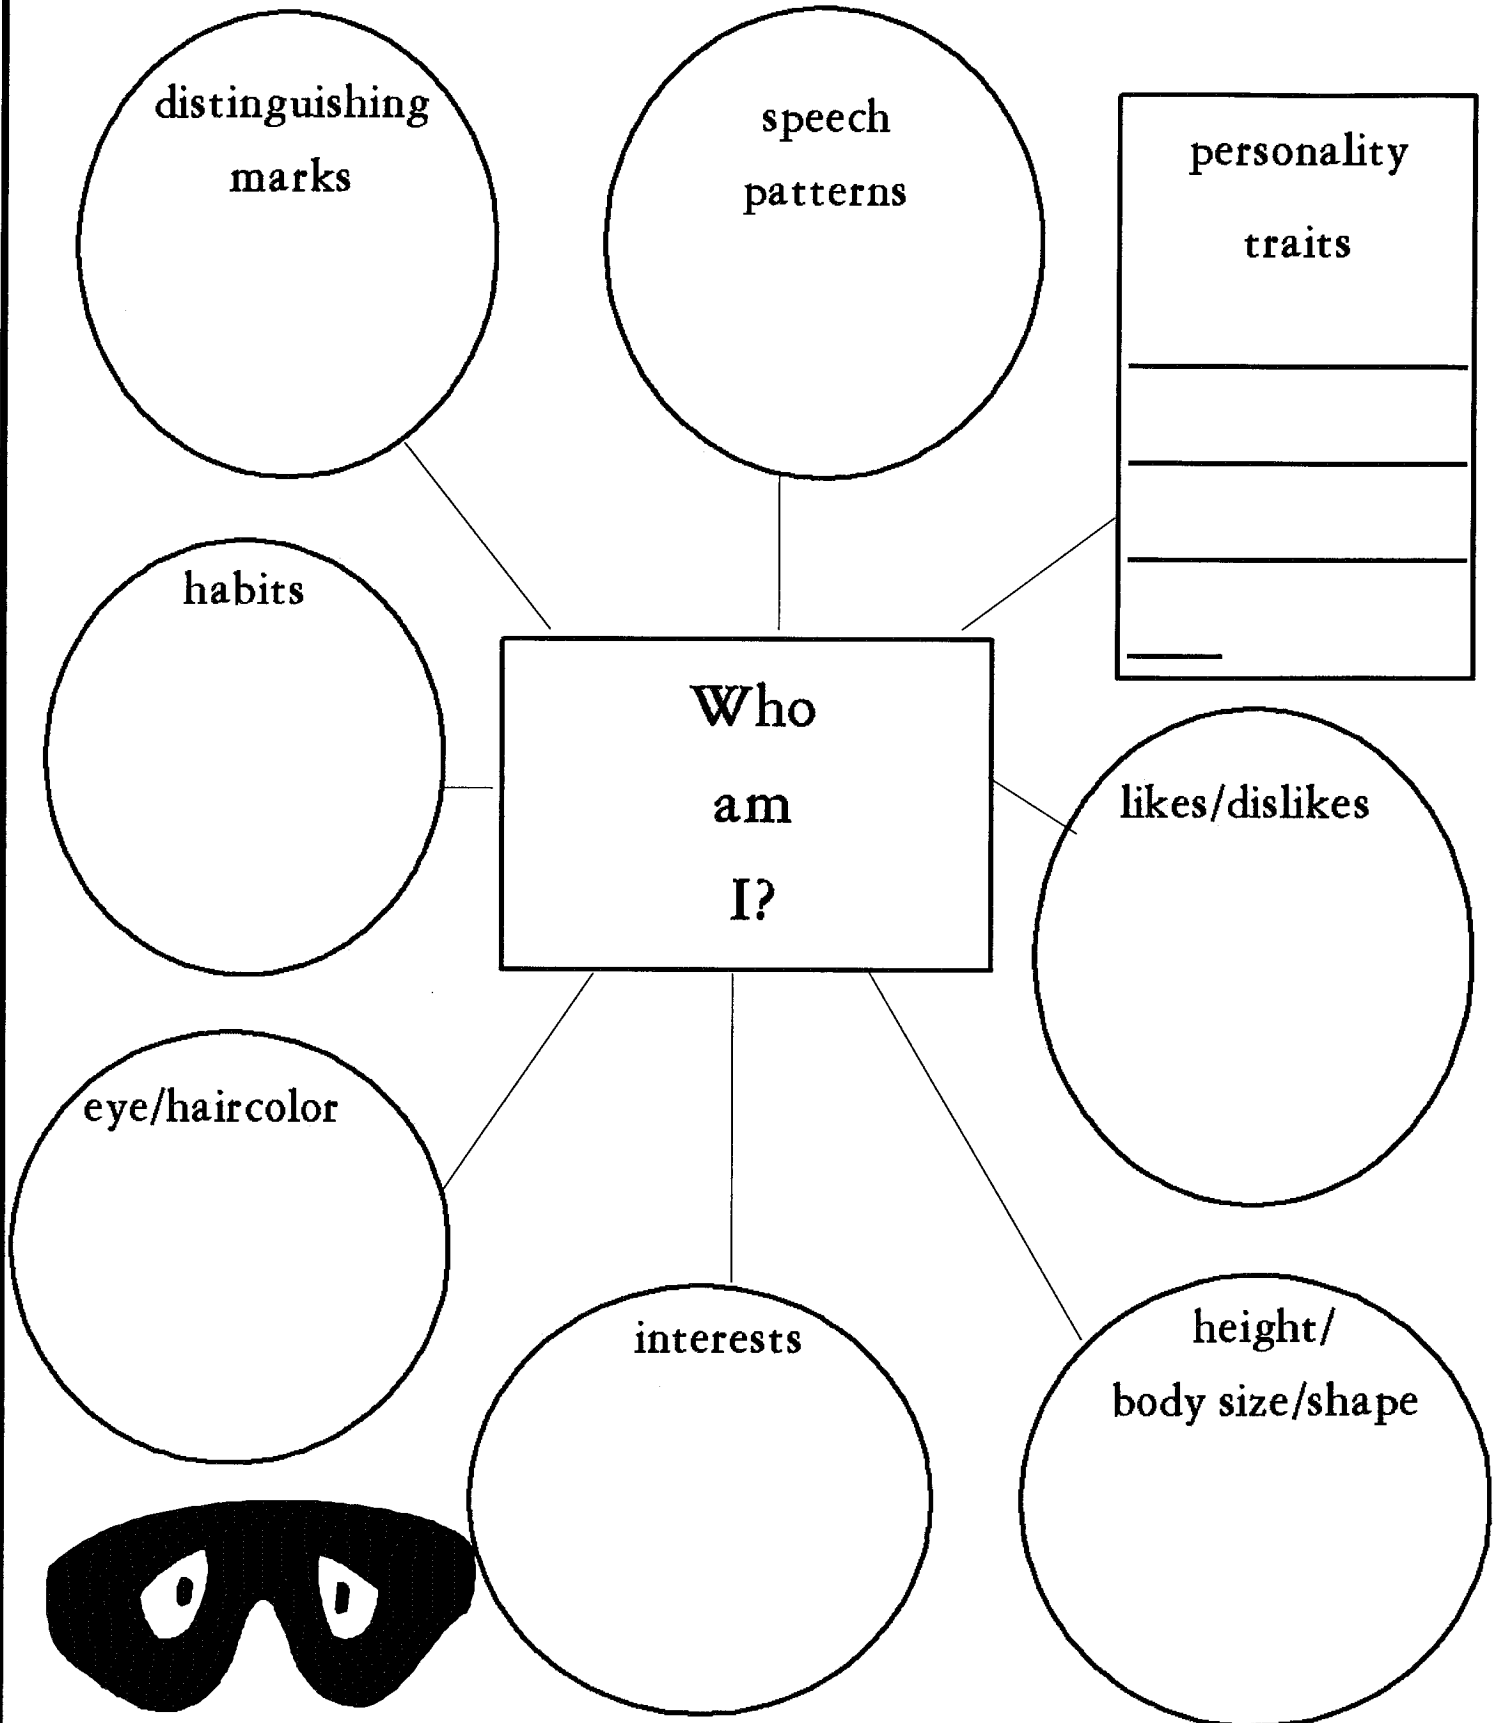 distinguishing
marks
speech
patterns
personality
traits
habits
Who
am
I?
likes/dislikes
eye/haircolor
interests
height/
body size/shape